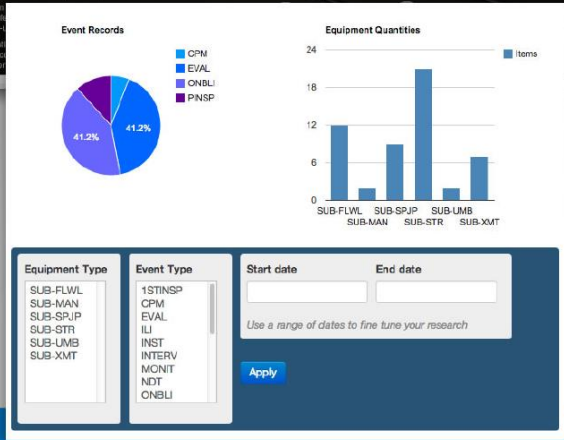 Event Records
CPM
EVAL
ONBLI
PINSP
41.2%
41.2%
Equipment Quantities
Items
24
18
12
6
0
SUB-FLWL SUB-SPJP SUB-UMB
SUB-MAN SUB-STR SUB-XMT
Equipment Type
SUB-FLWL
SUB-MAN
SUB-SPJP
SUB-STR
SUB-UMB
SUB-XMT
Event Type
1STINSP
CPM
EVAL
ILI
INST
INTERV
MONIT
NDT
ONBLI
Start date End date
Use a range of dates to fine tune your research
Apply